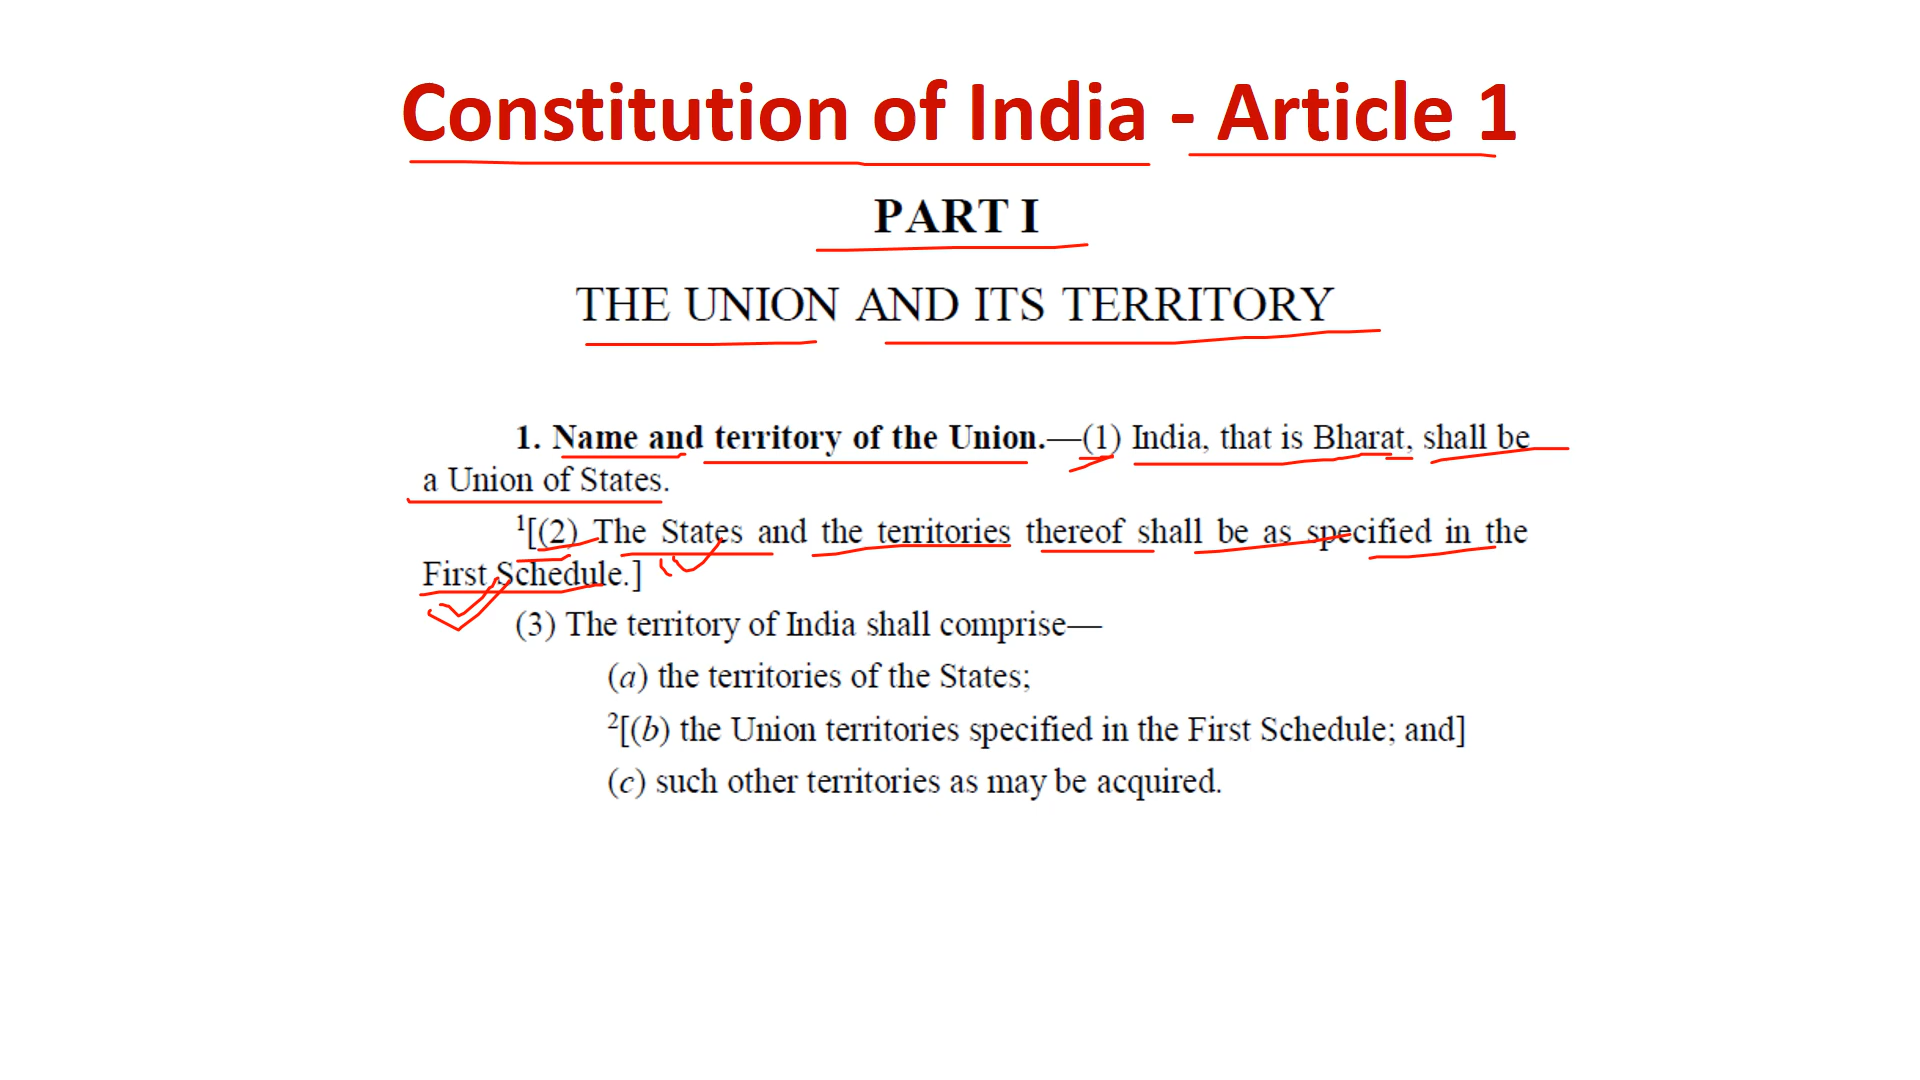 Constitution of India - Article 1
PART I
THE UNION AND ITS TERRITORY
1. Name and territory of the Union.—(1) India, that is Bharat, shall be
a Union of States.
¹[(2) The States and the territories thereof shall be as specified in the
First Schedule.]
(3) The territory of India shall comprise—
(a) the territories of the States;
²[(b) the Union territories specified in the First Schedule; and]
(c) such other territories as may be acquired.